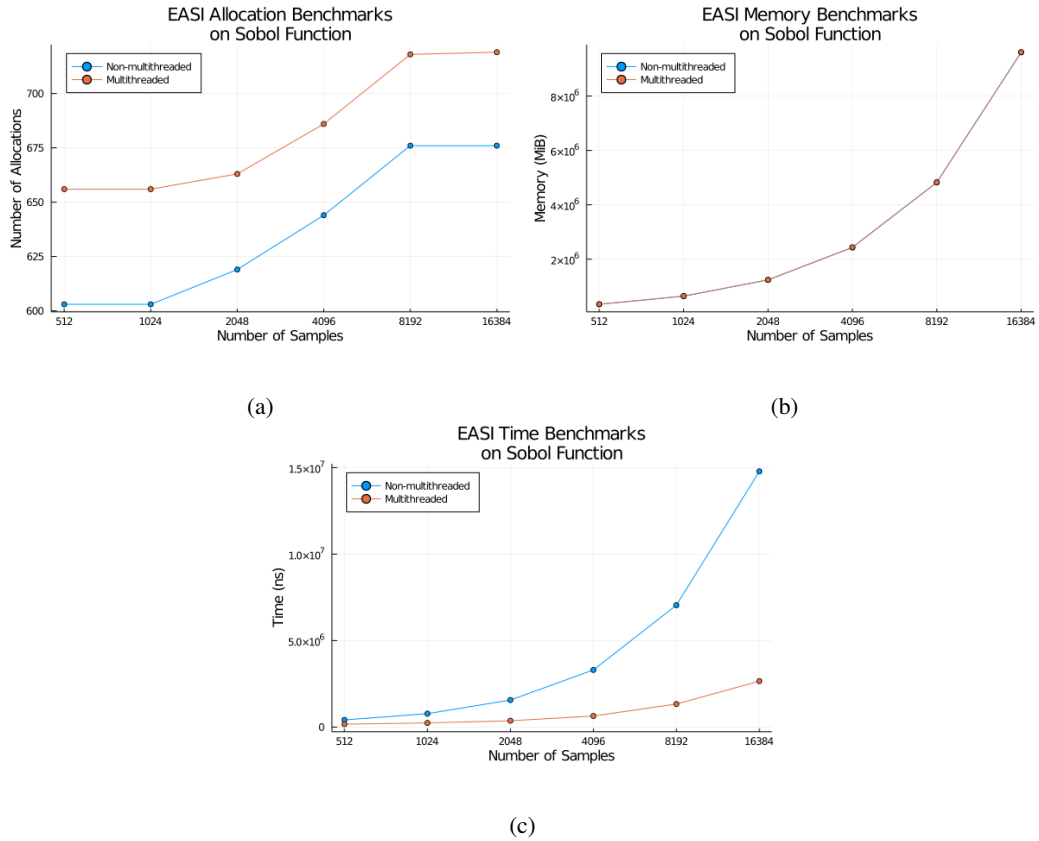 EASI Allocation Benchmarks
on Sobol Function
Non-multithreaded
Multithreaded
Number of Allocations
700
675
650
625
600
512 1024 2048 4096 8192 16384
Number of Samples
(a)
EASI Memory Benchmarks
on Sobol Function
Non-multithreaded
Multithreaded
Memory (MiB)
8×10⁶
6×10⁶
4×10⁶
2×10⁶
512 1024 2048 4096 8192 16384
Number of Samples
(b)
EASI Time Benchmarks
on Sobol Function
Non-multithreaded
Multithreaded
Time (ns)
1.5×10⁷
1.0×10⁷
5.0×10⁶
0
512 1024 2048 4096 8192 16384
Number of Samples
(c)